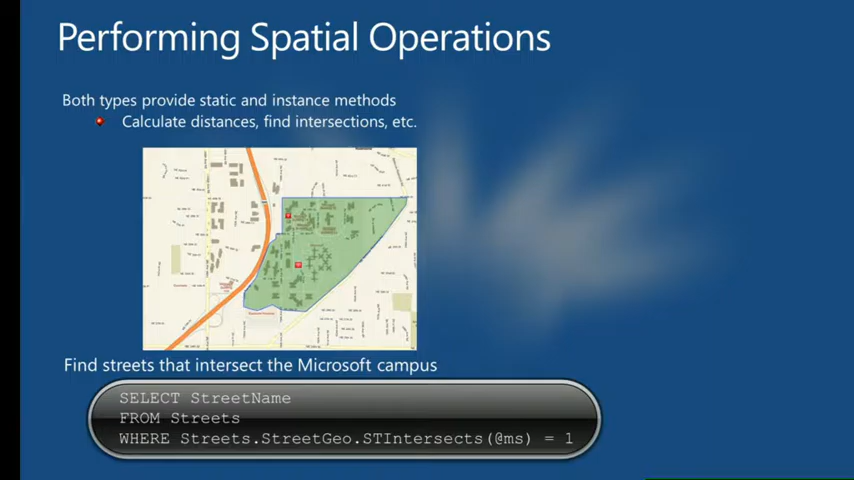 Performing Spatial Operations
Both types provide static and instance methods
Calculate distances, find intersections, etc.
Find streets that intersect the Microsoft campus
SELECT StreetName
FROM Streets
WHERE Streets.StreetGeo.STIntersects(@ms) = 1